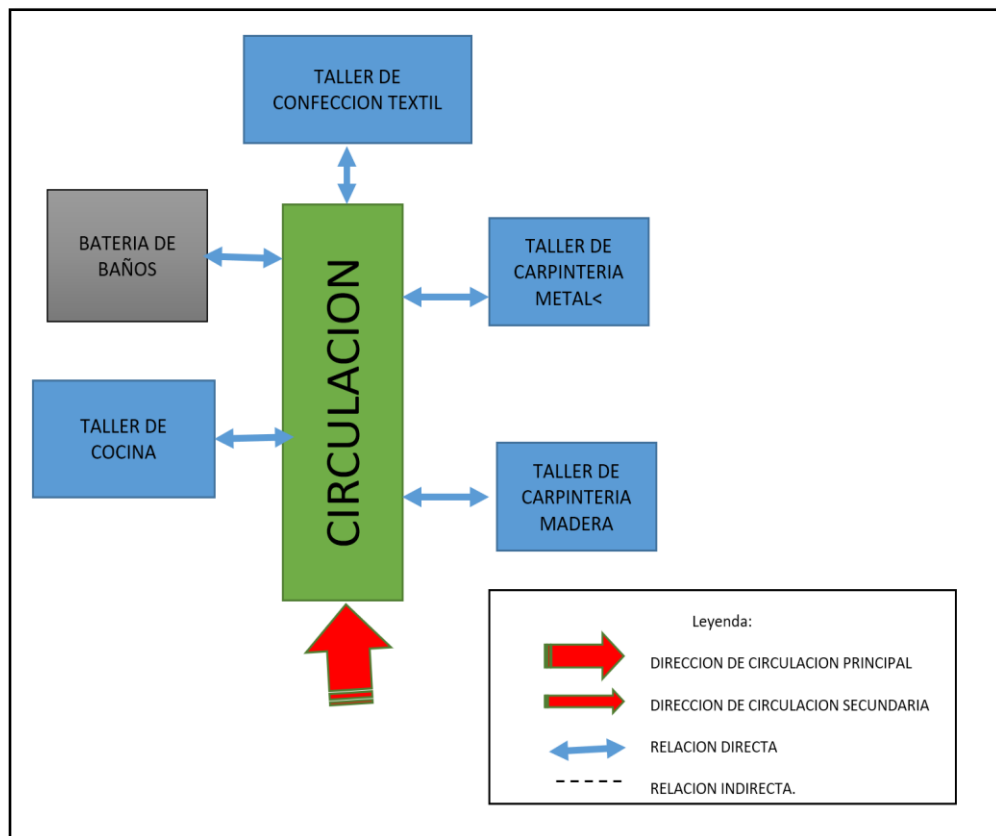 TALLER DE
CONFECCION TEXTIL
BATERIA DE
BAÑOS
TALLER DE
CARPINTERIA
METAL<
CIRCULACION
TALLER DE
COCINA
TALLER DE
CARPINTERIA
MADERA
Leyenda:
DIRECCION DE CIRCULACION PRINCIPAL
DIRECCION DE CIRCULACION SECUNDARIA
RELACION DIRECTA
RELACION INDIRECTA.